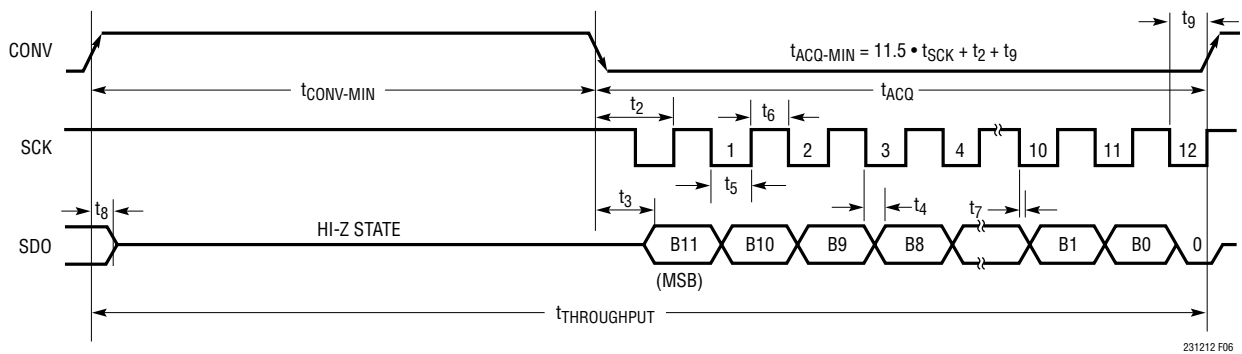 CONV
t9
tACQ-MIN = 11.5 • tSCK + t2 + t9
tCONV-MIN
tACQ
t2
t6
SCK
1
2
3
4
10
11
12
t5
t3
t4
t7
t8
SDO
HI-Z STATE
B11
B10
B9
B8
B1
B0
0
(MSB)
tTHROUGHPUT
231212 F06